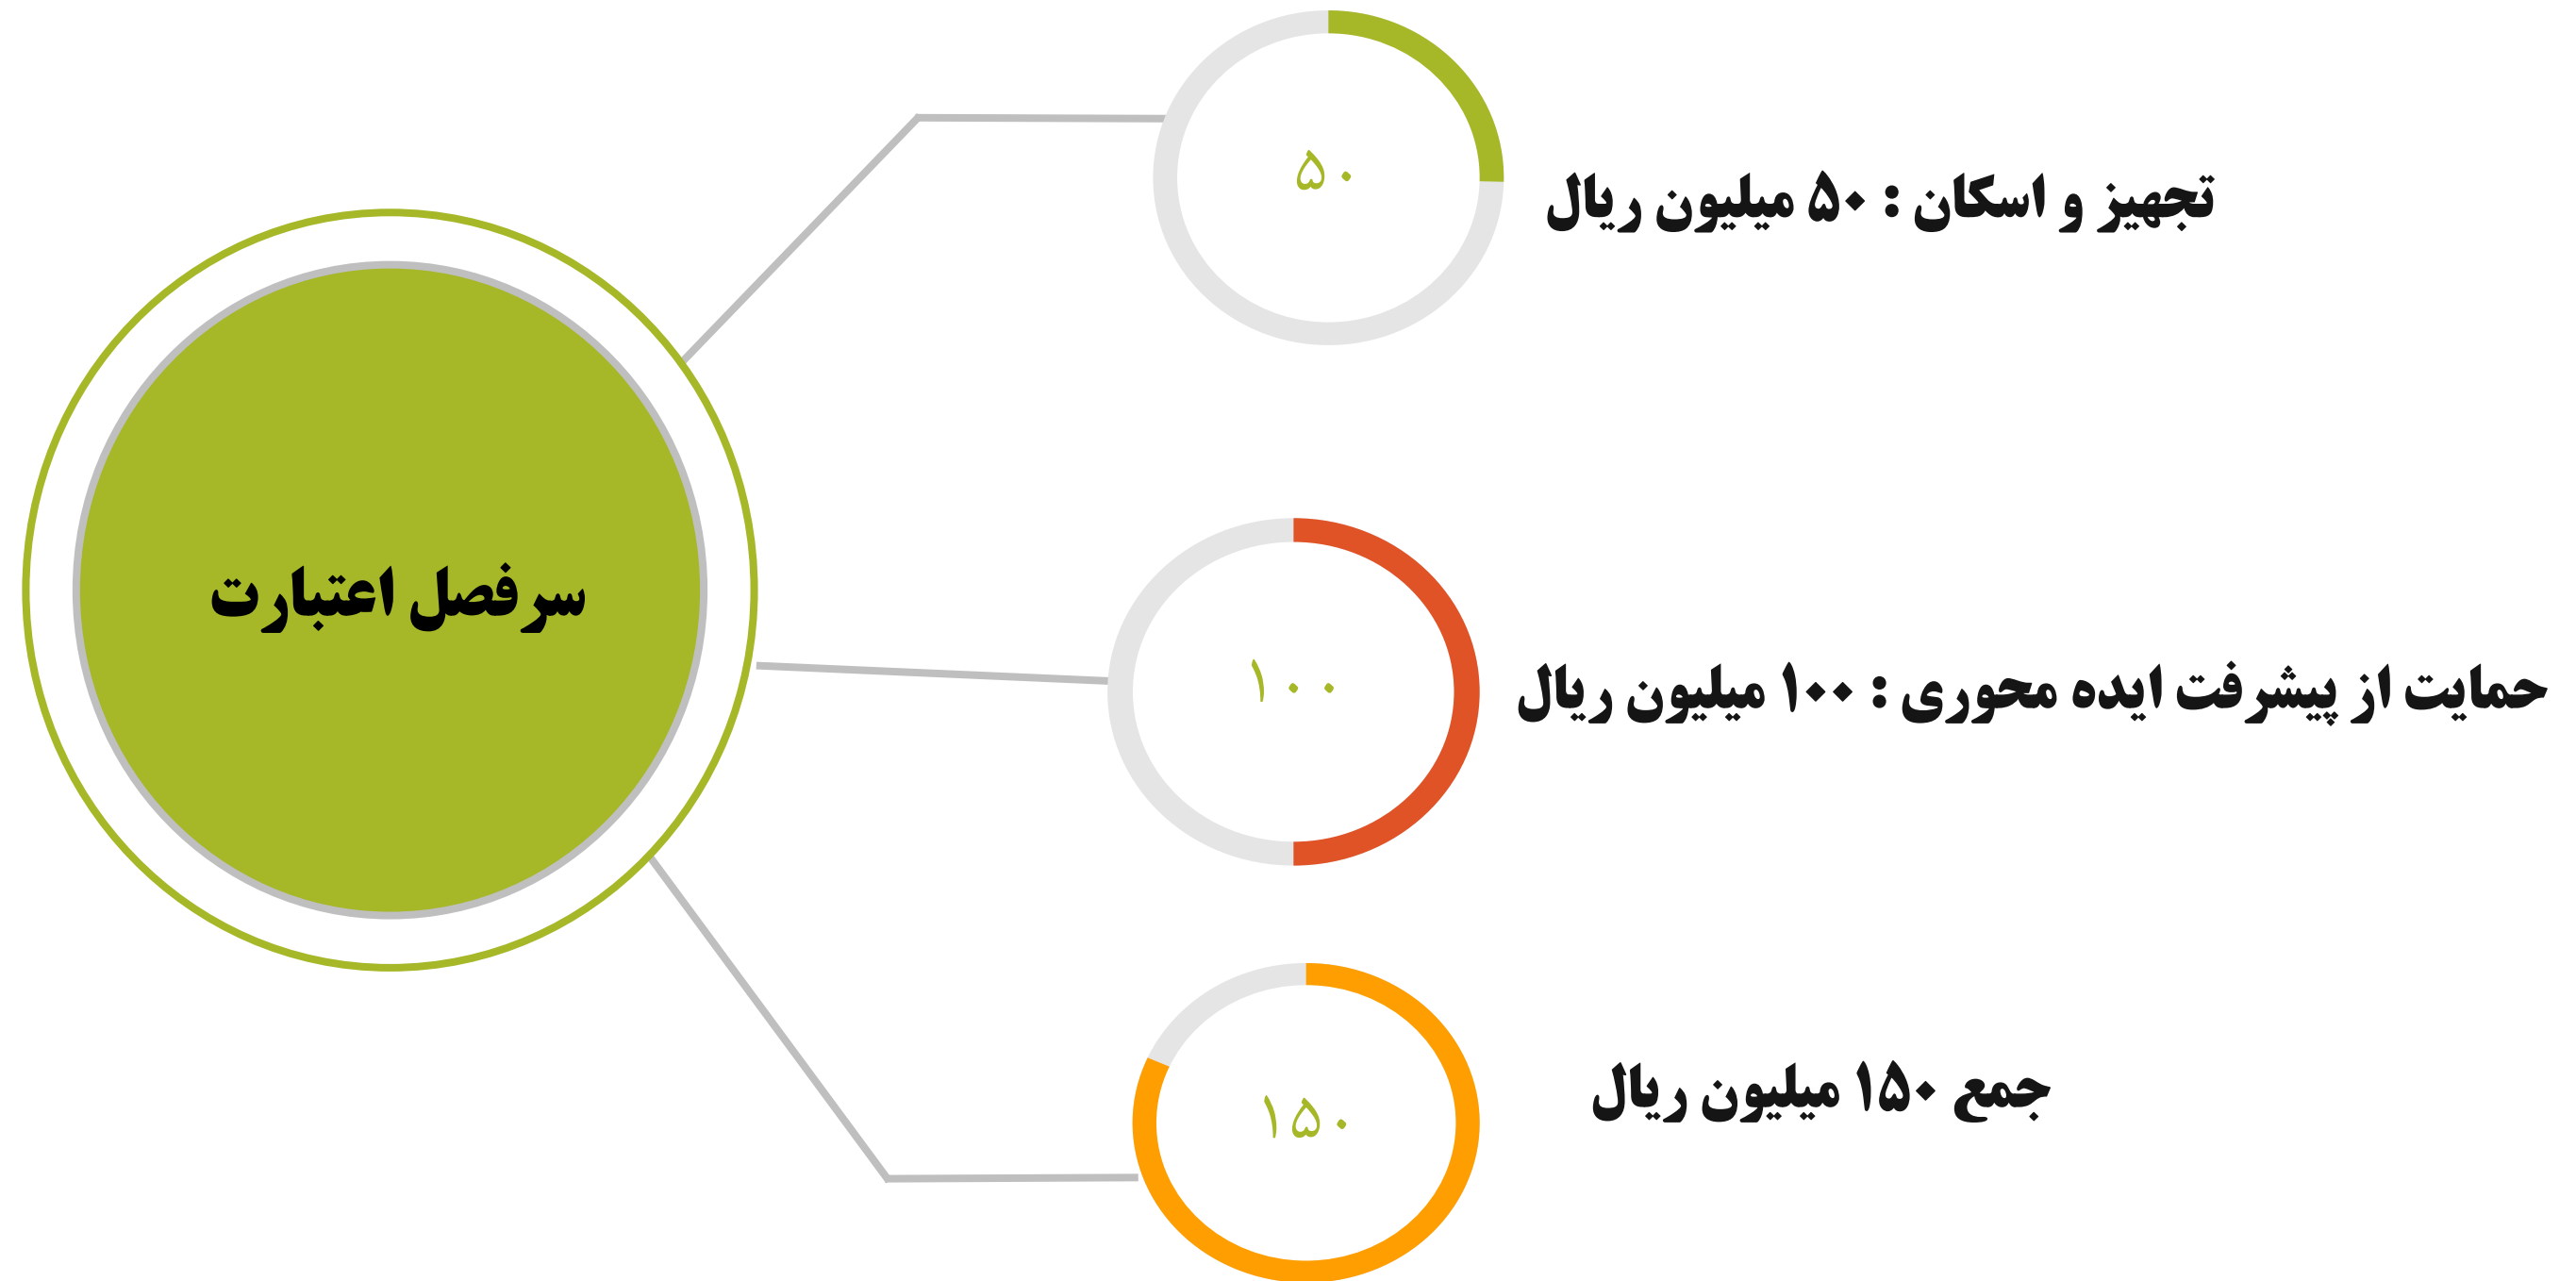 ۵۰
تجهیز و اسکان : ۵۰ میلیون ریال
سرفصل اعتبارت
۱۰۰
حمایت از پیشرفت ایده محوری : ۱۰۰ میلیون ریال
۱۵۰
جمع ۱۵۰ میلیون ریال